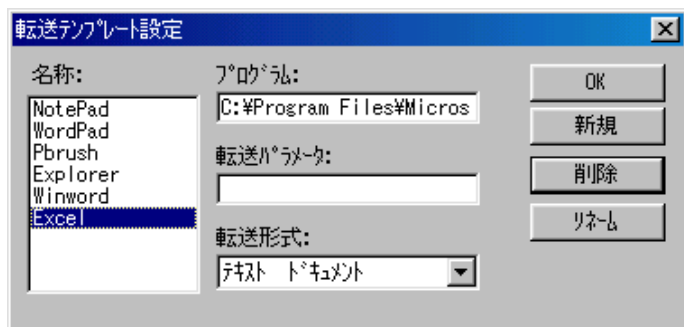 転送ﾃﾝﾌﾟﾚｰﾄ設定
名称:
NotePad
WordPad
Pbrush
Explorer
Winword
Excel
ﾌﾟﾛｸﾞﾗﾑ:
C:¥Program Files¥Micros
転送ﾊﾟﾗﾒｰﾀ:
転送形式:
ﾃｷｽﾄ ﾄﾞｷｭﾒﾝﾄ
OK
新規
削除
ﾘﾈｰﾑ